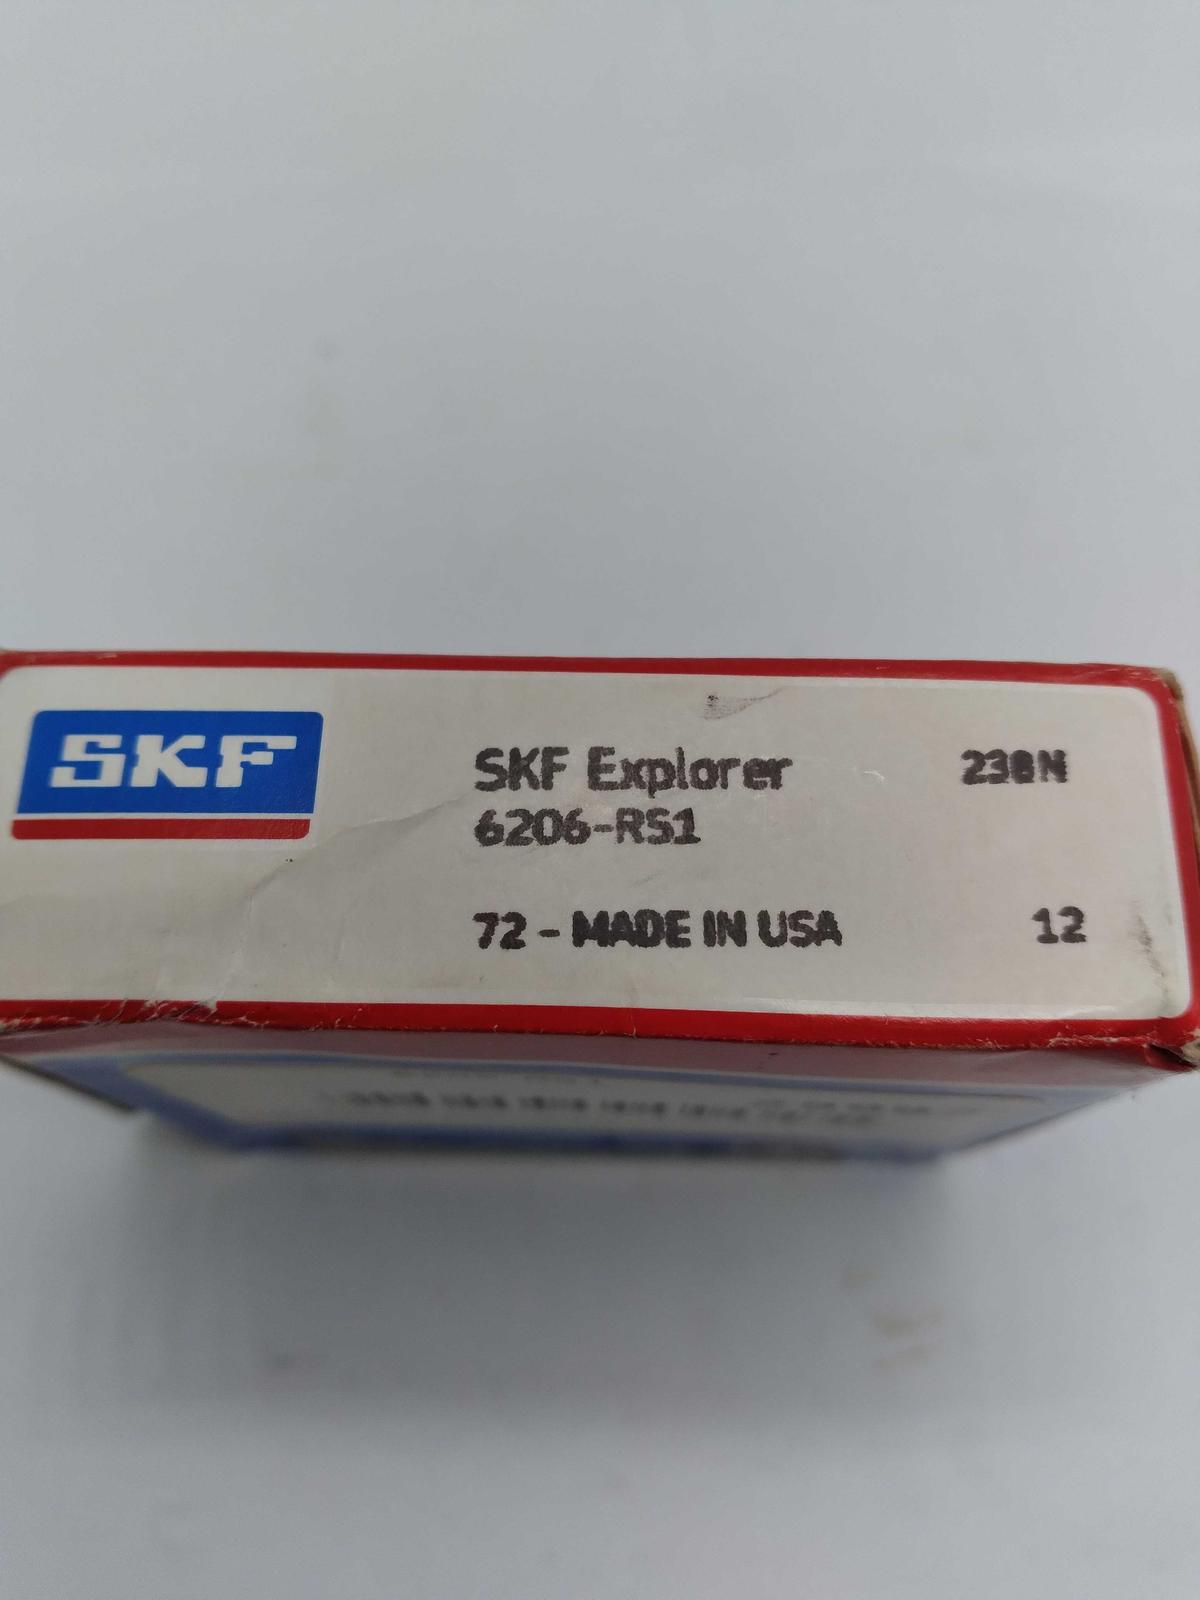 SKF
SKF Explorer
6206-RS1
72 - MADE IN USA
12